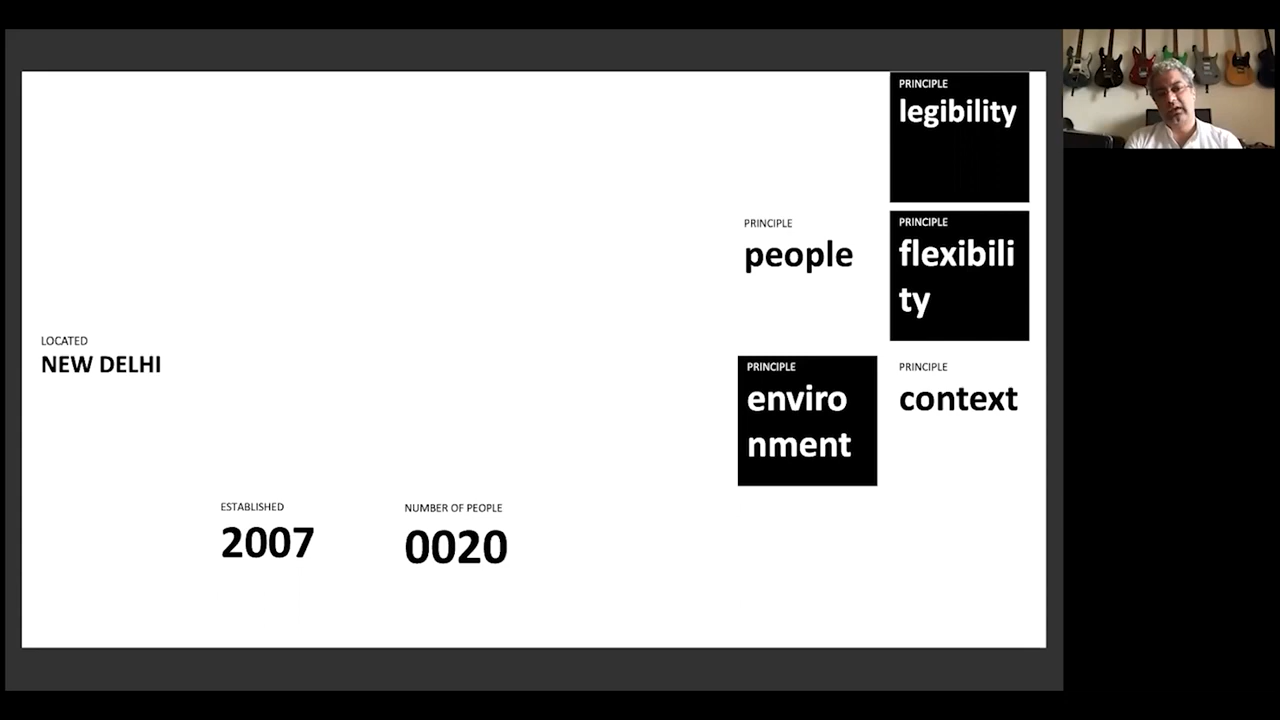 PRINCIPLE
legibility
PRINCIPLE
people
PRINCIPLE
flexibili
ty
LOCATED
NEW DELHI
PRINCIPLE
enviro
nment
PRINCIPLE
context
ESTABLISHED
2007
NUMBER OF PEOPLE
0020